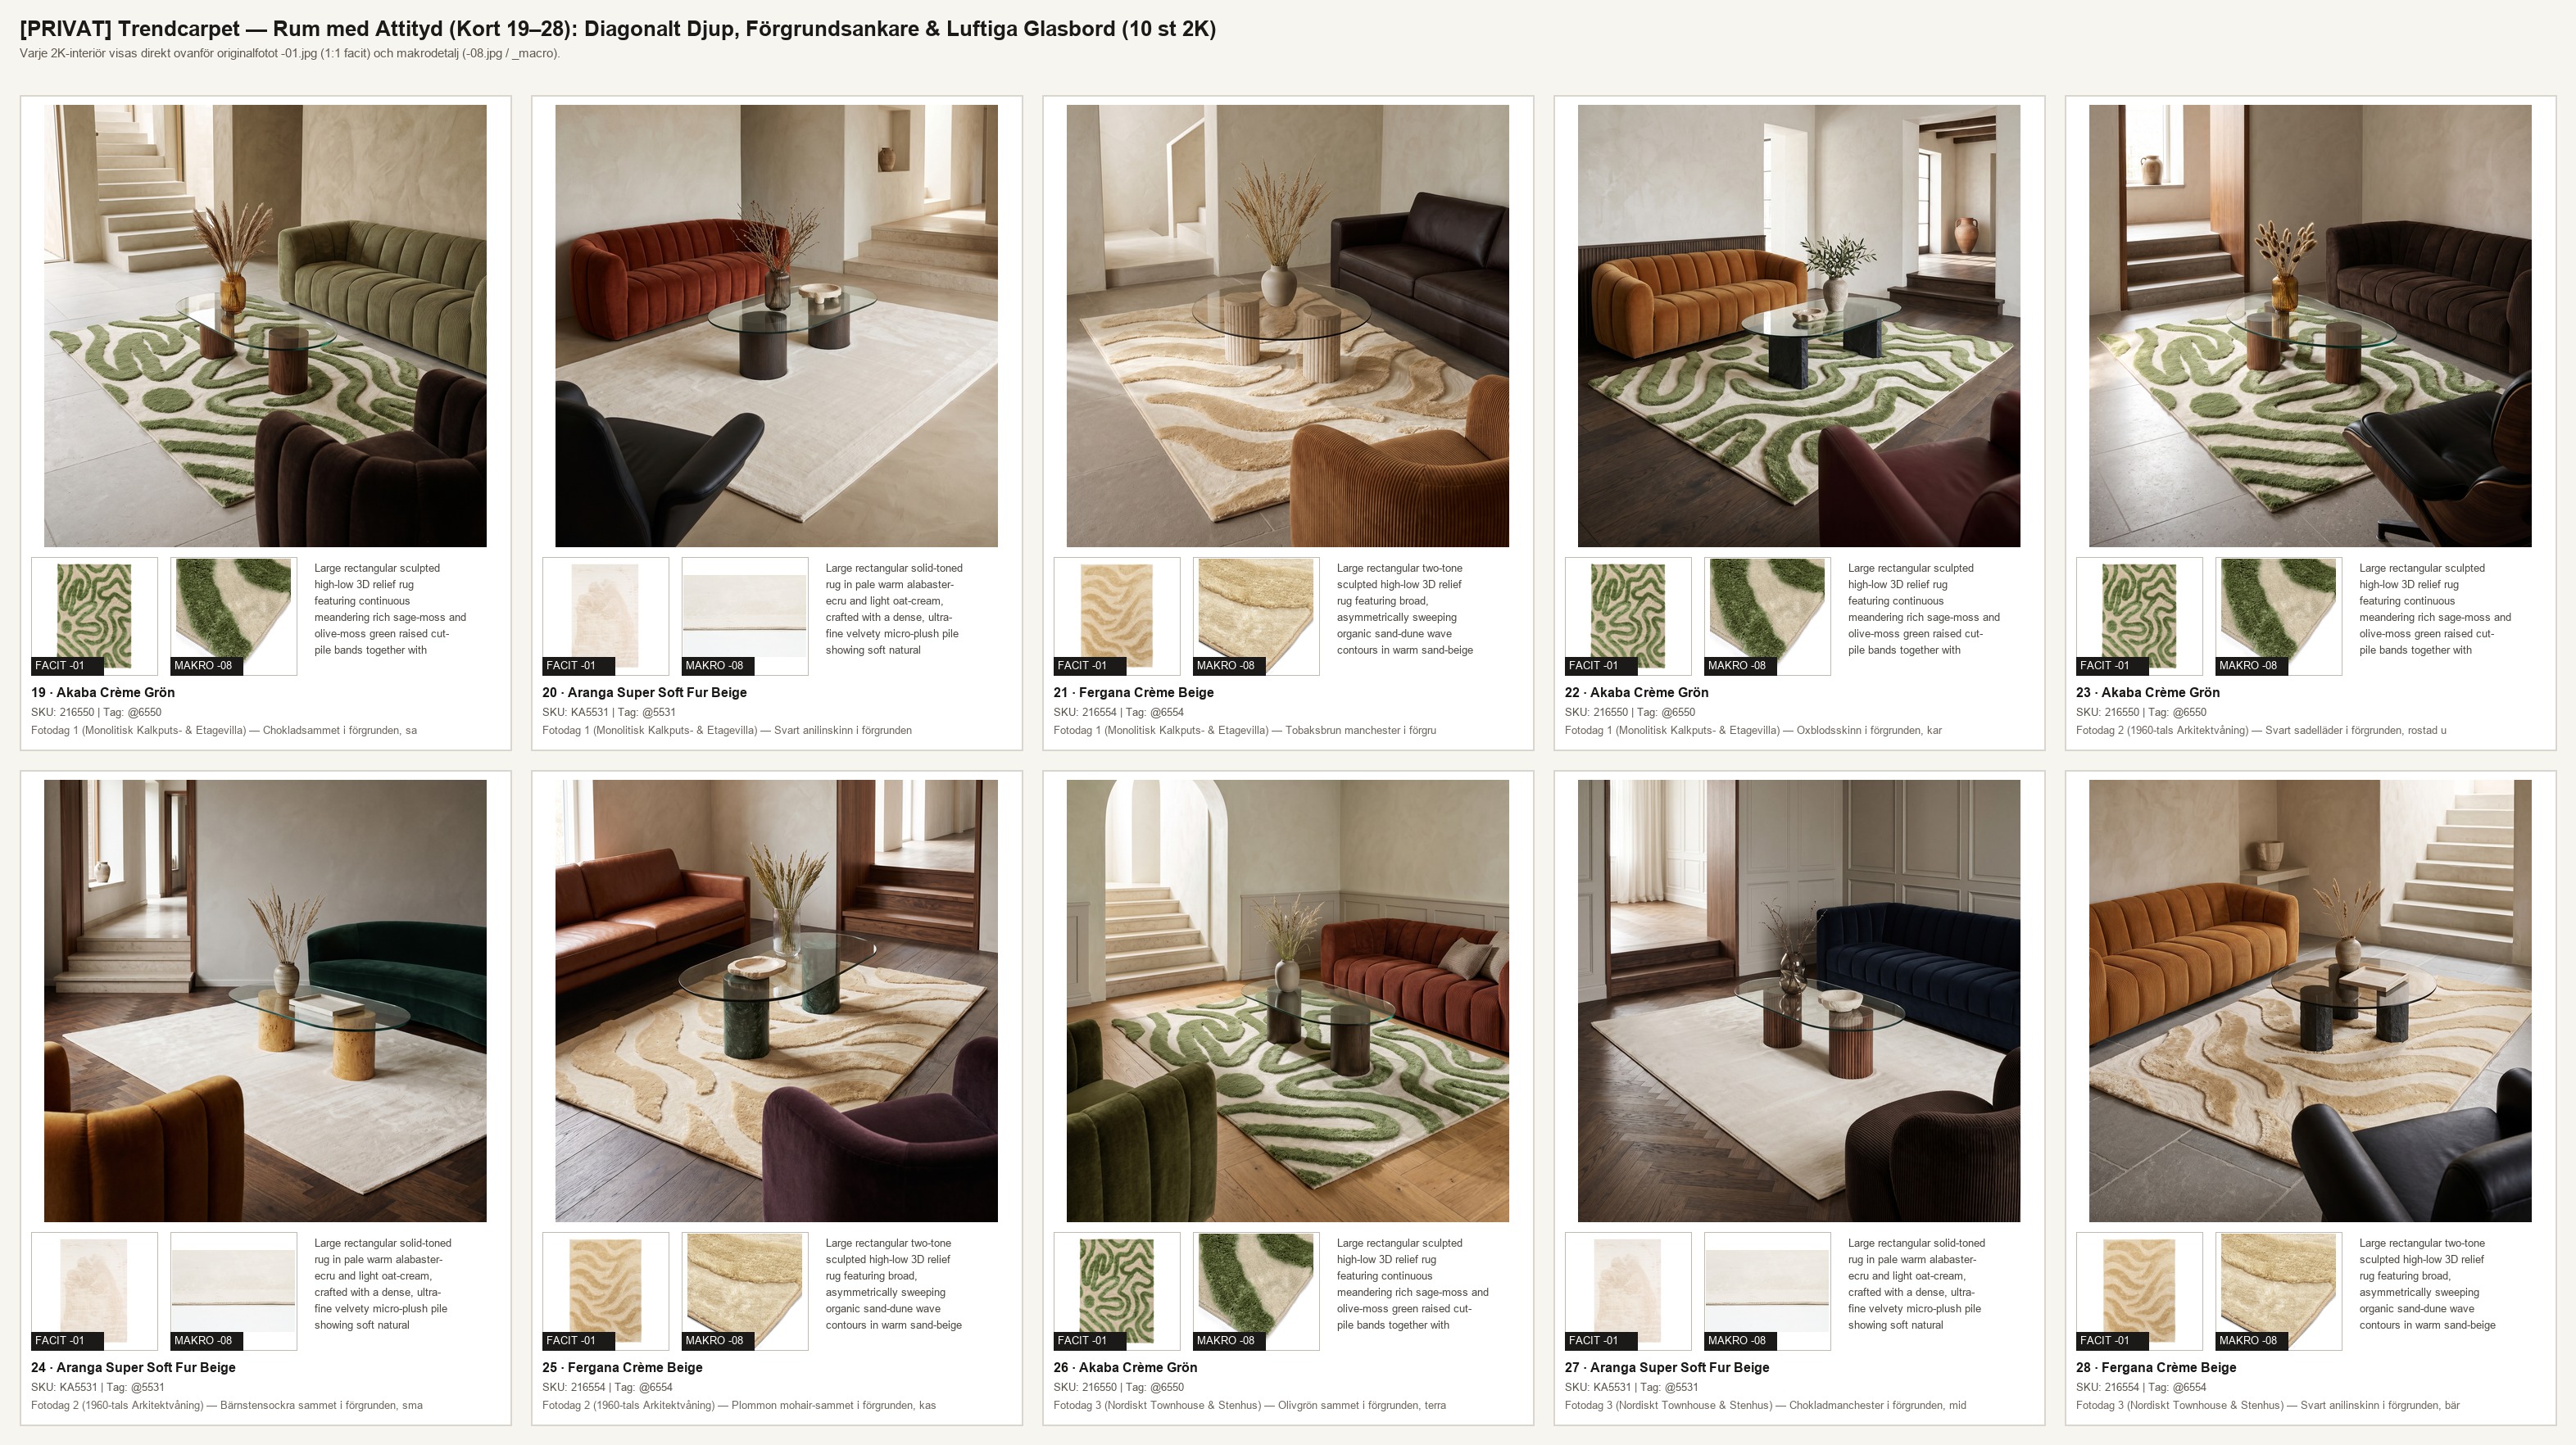 [PRIVAT] Trendcarpet — Rum med Attityd (Kort 19–28): Diagonalt Djup, Förgrundsankare & Luftiga Glasbord (10 st 2K)
Varje 2K-interiör visas direkt ovanför originalfotot -01.jpg (1:1 facit) och makrodetalj (-08.jpg / _macro).
FACIT -01
MAKRO -08
Large rectangular sculpted
high-low 3D relief rug
featuring continuous
meandering rich sage-moss and
olive-moss green raised cut-
pile bands together with
19 · Akaba Crème Grön
SKU: 216550 | Tag: @6550
Fotodag 1 (Monolitisk Kalkputs- & Etagevilla) — Chokladsammet i förgrunden, sa
FACIT -01
MAKRO -08
Large rectangular solid-toned
rug in pale warm alabaster-
ecru and light oat-cream,
crafted with a dense, ultra-
fine velvety micro-plush pile
showing soft natural
20 · Aranga Super Soft Fur Beige
SKU: KA5531 | Tag: @5531
Fotodag 1 (Monolitisk Kalkputs- & Etagevilla) — Svart anilinskinn i förgrunden
FACIT -01
MAKRO -08
Large rectangular two-tone
sculpted high-low 3D relief
rug featuring broad,
asymmetrically sweeping
organic sand-dune wave
contours in warm sand-beige
21 · Fergana Crème Beige
SKU: 216554 | Tag: @6554
Fotodag 1 (Monolitisk Kalkputs- & Etagevilla) — Tobaksbrun manchester i förgru
FACIT -01
MAKRO -08
Large rectangular sculpted
high-low 3D relief rug
featuring continuous
meandering rich sage-moss and
olive-moss green raised cut-
pile bands together with
22 · Akaba Crème Grön
SKU: 216550 | Tag: @6550
Fotodag 1 (Monolitisk Kalkputs- & Etagevilla) — Oxblodsskinn i förgrunden, kar
FACIT -01
MAKRO -08
Large rectangular sculpted
high-low 3D relief rug
featuring continuous
meandering rich sage-moss and
olive-moss green raised cut-
pile bands together with
23 · Akaba Crème Grön
SKU: 216550 | Tag: @6550
Fotodag 2 (1960-tals Arkitektvåning) — Svart sadelläder i förgrunden, rostad u
FACIT -01
MAKRO -08
Large rectangular solid-toned
rug in pale warm alabaster-
ecru and light oat-cream,
crafted with a dense, ultra-
fine velvety micro-plush pile
showing soft natural
24 · Aranga Super Soft Fur Beige
SKU: KA5531 | Tag: @5531
Fotodag 2 (1960-tals Arkitektvåning) — Bärnstensockra sammet i förgrunden, sma
FACIT -01
MAKRO -08
Large rectangular two-tone
sculpted high-low 3D relief
rug featuring broad,
asymmetrically sweeping
organic sand-dune wave
contours in warm sand-beige
25 · Fergana Crème Beige
SKU: 216554 | Tag: @6554
Fotodag 2 (1960-tals Arkitektvåning) — Plommon mohair-sammet i förgrunden, kas
FACIT -01
MAKRO -08
Large rectangular sculpted
high-low 3D relief rug
featuring continuous
meandering rich sage-moss and
olive-moss green raised cut-
pile bands together with
26 · Akaba Crème Grön
SKU: 216550 | Tag: @6550
Fotodag 3 (Nordiskt Townhouse & Stenhus) — Olivgrön sammet i förgrunden, terra
FACIT -01
MAKRO -08
Large rectangular solid-toned
rug in pale warm alabaster-
ecru and light oat-cream,
crafted with a dense, ultra-
fine velvety micro-plush pile
showing soft natural
27 · Aranga Super Soft Fur Beige
SKU: KA5531 | Tag: @5531
Fotodag 3 (Nordiskt Townhouse & Stenhus) — Chokladmanchester i förgrunden, mid
FACIT -01
MAKRO -08
Large rectangular two-tone
sculpted high-low 3D relief
rug featuring broad,
asymmetrically sweeping
organic sand-dune wave
contours in warm sand-beige
28 · Fergana Crème Beige
SKU: 216554 | Tag: @6554
Fotodag 3 (Nordiskt Townhouse & Stenhus) — Svart anilinskinn i förgrunden, bär